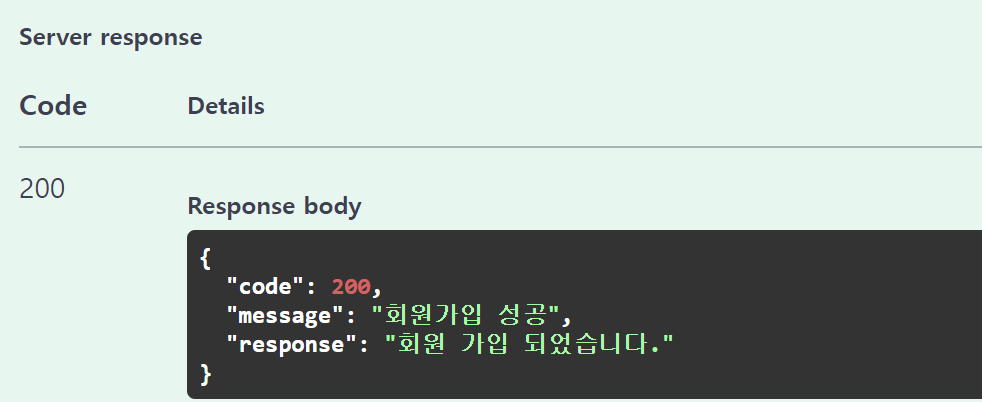 Server response
Code Details
200
Response body
{
"code": 200,
"message": "회원가입 성공",
"response": "회원 가입 되었습니다."
}